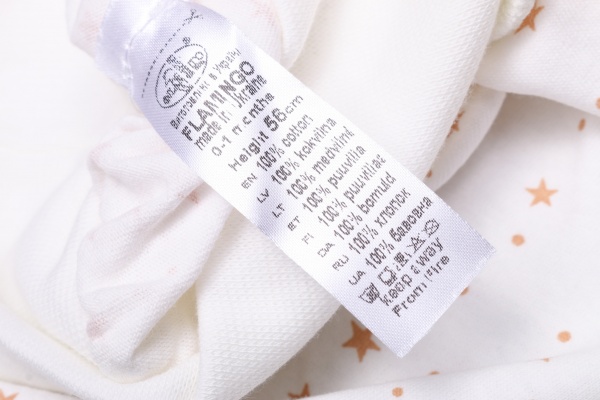 Вироблено в Україні
FLAMINGO
made in Ukraine
0-1 months
Height 56cm
EN 100% cotton
LV 100% kokvilna
LT 100% medvilnė
ET 100% puuvilla
FI 100% puuvillaa
DA 100% bomuld
RU 100% хлопок
UA 100% бавовна
keep away
From fire